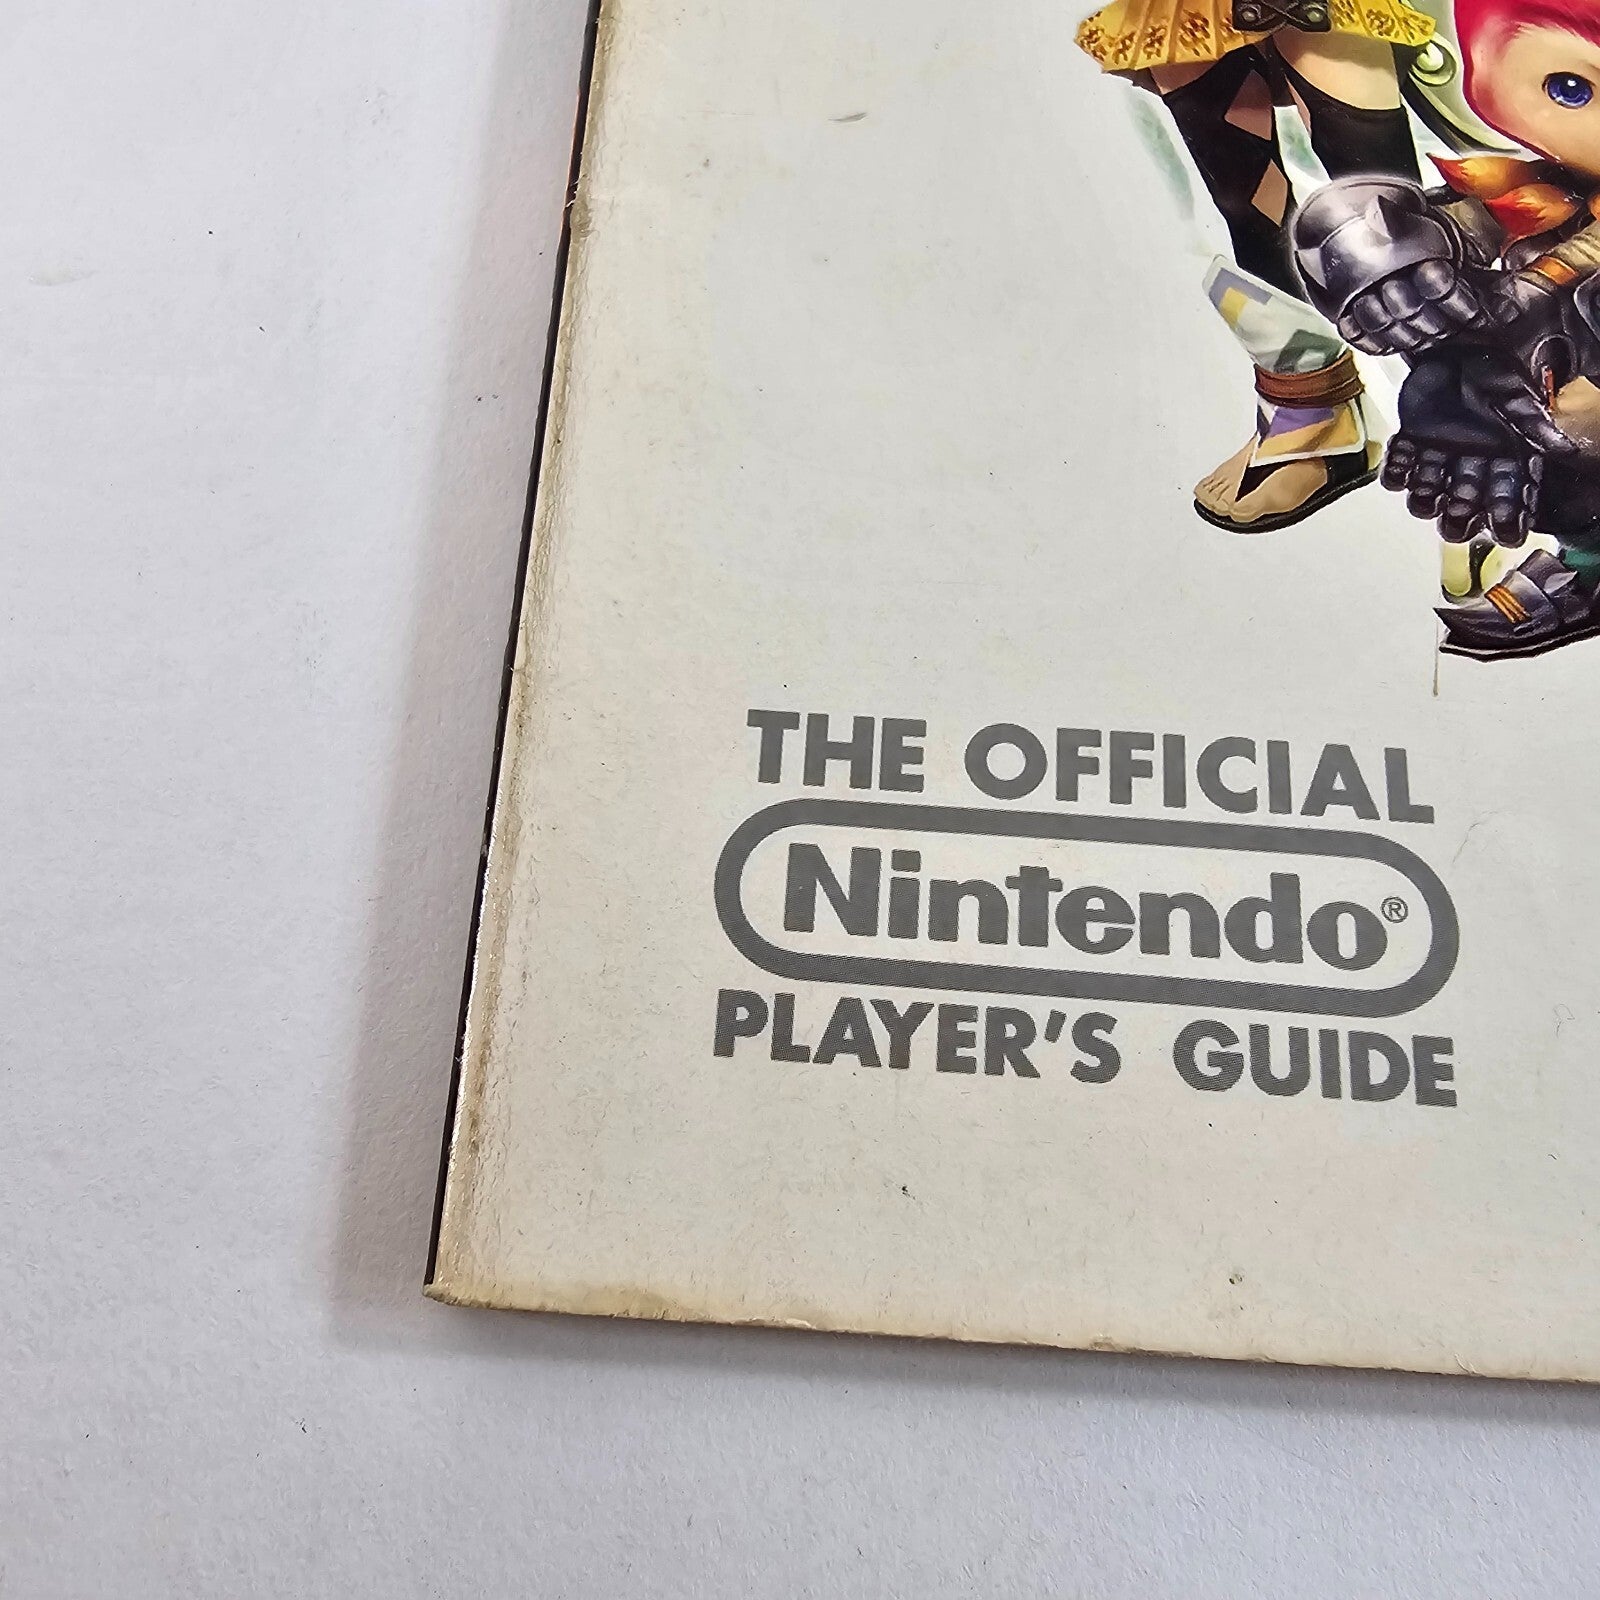 THE OFFICIAL
Nintendo®
PLAYER'S GUIDE